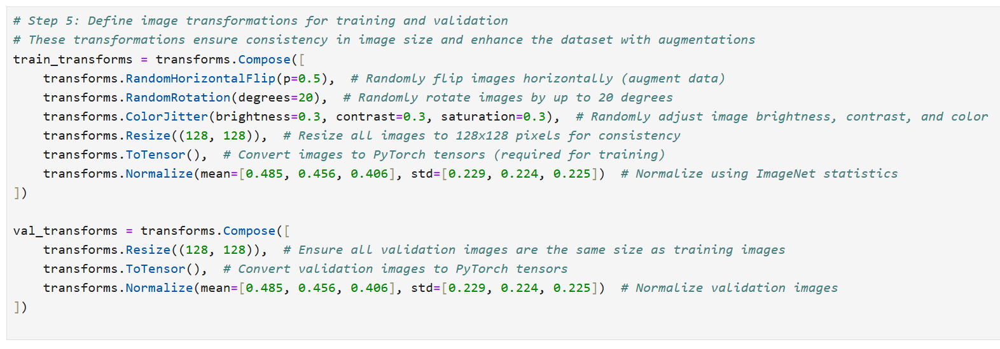 # Step 5: Define image transformations for training and validation
# These transformations ensure consistency in image size and enhance the dataset with augmentations
train_transforms = transforms.Compose([
    transforms.RandomHorizontalFlip(p=0.5),  # Randomly flip images horizontally (augment data)
    transforms.RandomRotation(degrees=20),  # Randomly rotate images by up to 20 degrees
    transforms.ColorJitter(brightness=0.3, contrast=0.3, saturation=0.3),  # Randomly adjust image brightness, contrast, and color
    transforms.Resize((128, 128)),  # Resize all images to 128x128 pixels for consistency
    transforms.ToTensor(),  # Convert images to PyTorch tensors (required for training)
    transforms.Normalize(mean=[0.485, 0.456, 0.406], std=[0.229, 0.224, 0.225])  # Normalize using ImageNet statistics
])

val_transforms = transforms.Compose([
    transforms.Resize((128, 128)),  # Ensure all validation images are the same size as training images
    transforms.ToTensor(),  # Convert validation images to PyTorch tensors
    transforms.Normalize(mean=[0.485, 0.456, 0.406], std=[0.229, 0.224, 0.225])  # Normalize validation images
])